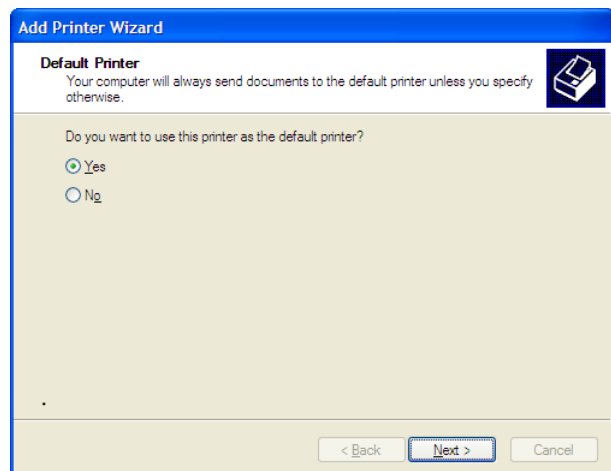 Add Printer Wizard
Default Printer
Your computer will always send documents to the default printer unless you specify
otherwise.
Do you want to use this printer as the default printer?
Yes
No
< Back
Next >
Cancel